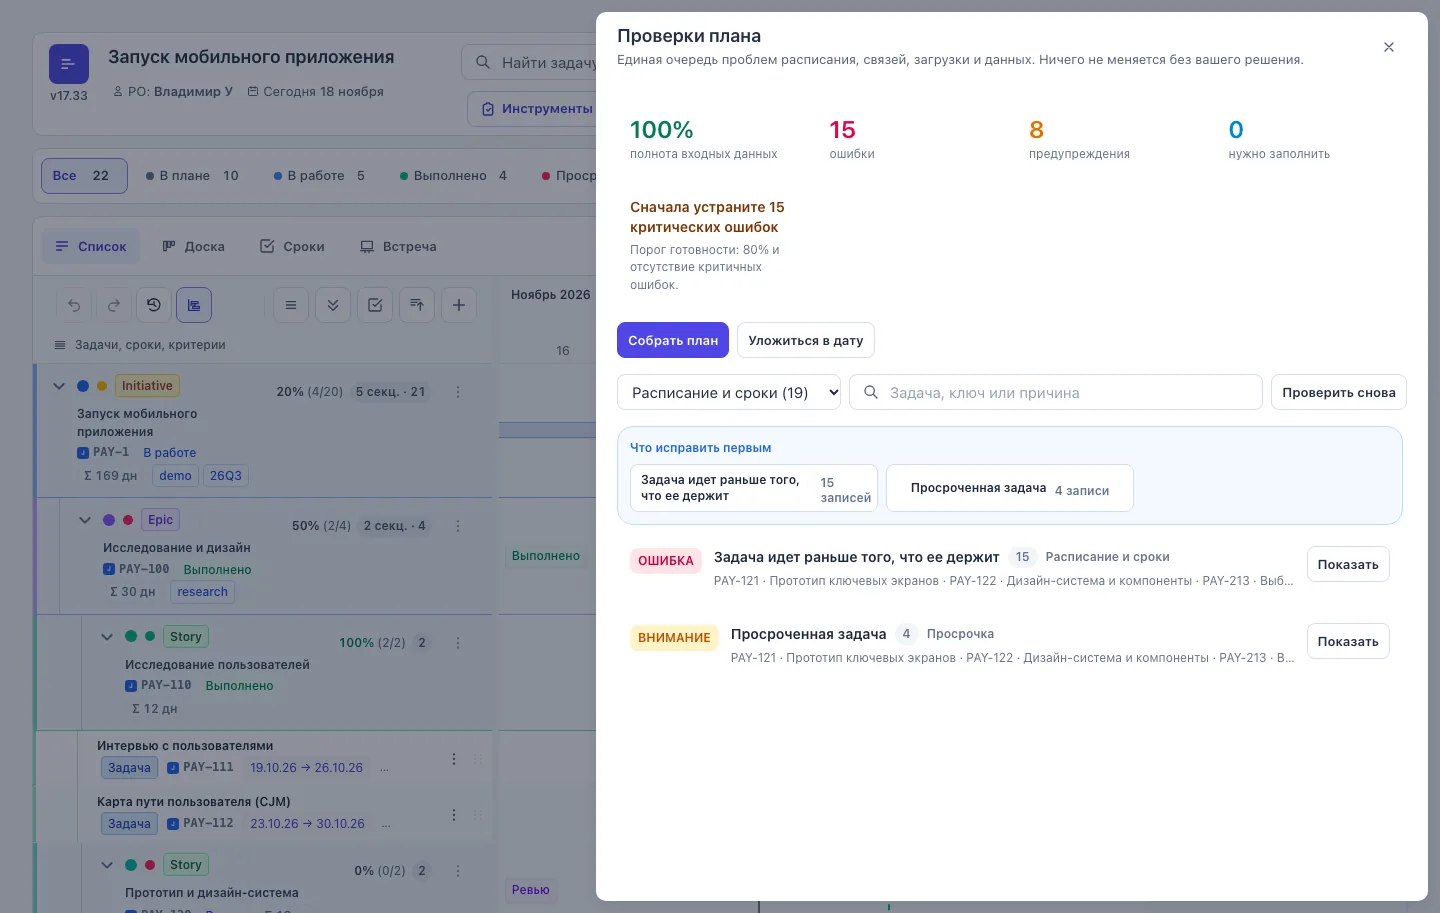 Запуск мобильного приложения
v17.33
PO: Владимир У
Сегодня 18 ноября
Найти задачу
Инструменты
Все 22
В плане 10
В работе 5
Выполнено 4
Проср
Список
Доска
Сроки
Встреча
Ноябрь 2026
Задачи, сроки, критерии
16
Initiative
20% (4/20)
5 секц. · 21
Запуск мобильного
приложения
PAY-1
В работе
Σ 169 дн
demo
26Q3
Epic
50% (2/4)
2 секц. · 4
Исследование и дизайн
PAY-100
Выполнено
Σ 30 дн
research
Выполнено
Story
100% (2/2)
2
Исследование пользователей
PAY-110
Выполнено
Σ 12 дн
Интервью с пользователями
Задача
PAY-111
19.10.26 → 26.10.26
...
Карта пути пользователя (CJM)
Задача
PAY-112
23.10.26 → 30.10.26
...
Story
0% (0/2)
2
Прототип и дизайн-система
Ревью
Проверки плана
Единая очередь проблем расписания, связей, загрузки и данных. Ничего не меняется без вашего решения.
100%
полнота входных данных
15
ошибки
8
предупреждения
0
нужно заполнить
Сначала устраните 15
критических ошибок
Порог готовности: 80% и
отсутствие критичных
ошибок.
Собрать план
Уложиться в дату
Расписание и сроки (19)
Задача, ключ или причина
Проверить снова
Что исправить первым
Задача идет раньше того,
что ее держит
15
записей
Просроченная задача
4 записи
ОШИБКА
Задача идет раньше того, что ее держит
15
Расписание и сроки
PAY-121 · Прототип ключевых экранов · PAY-122 · Дизайн-система и компоненты · PAY-213 · Выб...
Показать
ВНИМАНИЕ
Просроченная задача
4
Просрочка
PAY-121 · Прототип ключевых экранов · PAY-122 · Дизайн-система и компоненты · PAY-213 · В...
Показать